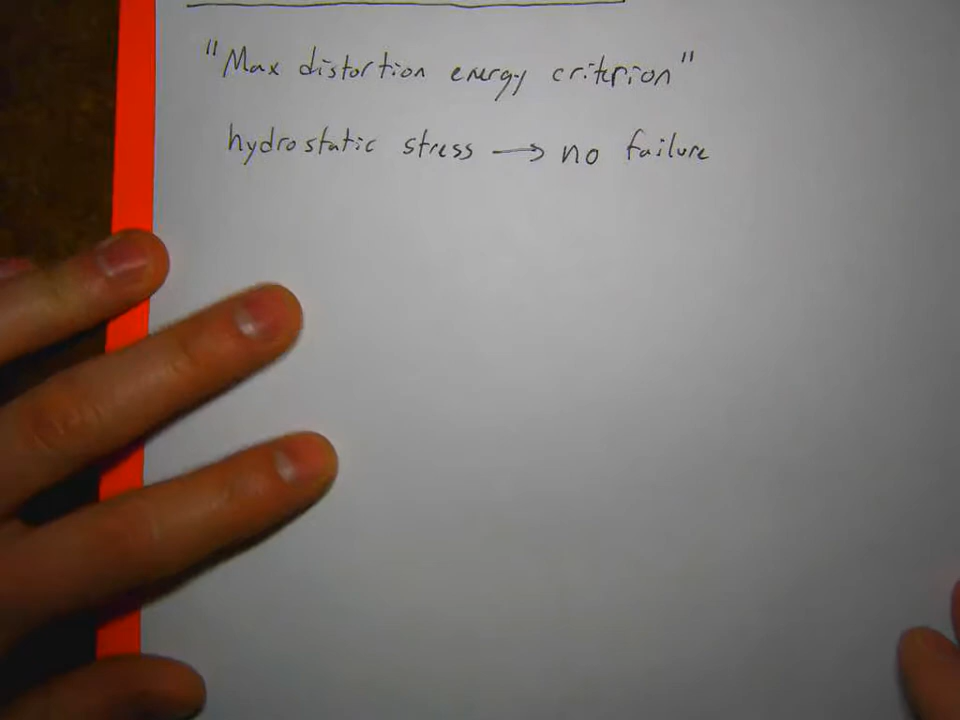 "Max distortion energy criterion"
hydrostatic stress → no failure